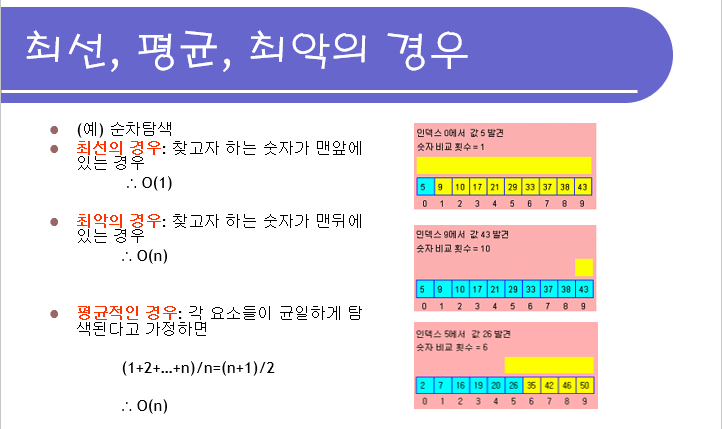 최선, 평균, 최악의 경우
(예) 순차탐색
최선의 경우: 찾고자 하는 숫자가 맨앞에
있는 경우
∴ O(1)
최악의 경우: 찾고자 하는 숫자가 맨뒤에
있는 경우
∴ O(n)
평균적인 경우: 각 요소들이 균일하게 탐
색된다고 가정하면
(1+2+...+n)/n=(n+1)/2
∴ O(n)
인덱스 0에서 값 5 발견
숫자 비교 횟수 = 1
5 9 10 17 21 29 33 37 38 43
0 1 2 3 4 5 6 7 8 9
인덱스 9에서 값 43 발견
숫자 비교 횟수 = 10
5 9 10 17 21 29 33 37 38 43
0 1 2 3 4 5 6 7 8 9
인덱스 5에서 값 26 발견
숫자 비교 횟수 = 6
2 7 16 19 20 26 35 42 46 50
0 1 2 3 4 5 6 7 8 9